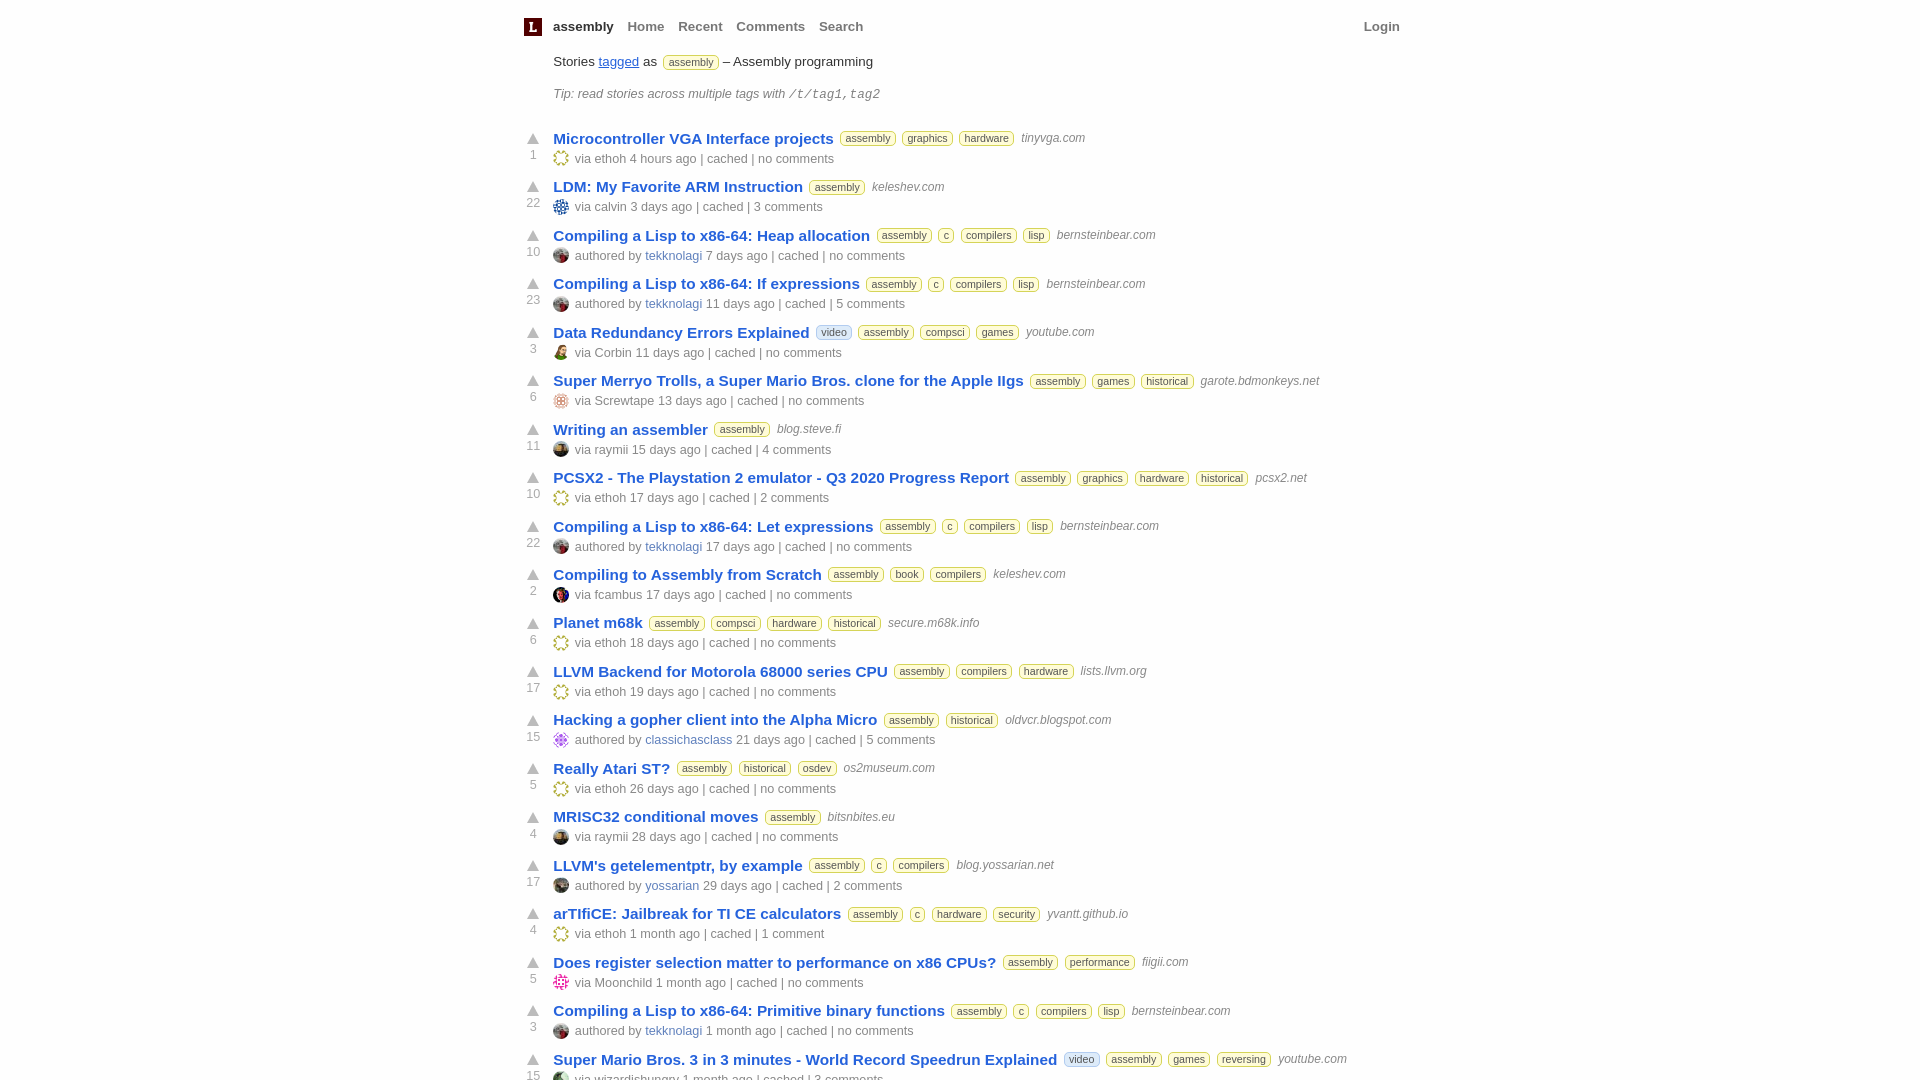 L assembly Home Recent Comments Search Login
Stories tagged as assembly – Assembly programming
Tip: read stories across multiple tags with /t/tag1,tag2
Microcontroller VGA Interface projects assembly graphics hardware tinyvga.com
1 via ethoh 4 hours ago | cached | no comments
LDM: My Favorite ARM Instruction assembly keleshev.com
22 via calvin 3 days ago | cached | 3 comments
Compiling a Lisp to x86-64: Heap allocation assembly c compilers lisp bernsteinbear.com
10 authored by tekknolagi 7 days ago | cached | no comments
Compiling a Lisp to x86-64: If expressions assembly c compilers lisp bernsteinbear.com
23 authored by tekknolagi 11 days ago | cached | 5 comments
Data Redundancy Errors Explained video assembly compsci games youtube.com
3 via Corbin 11 days ago | cached | no comments
Super Merryo Trolls, a Super Mario Bros. clone for the Apple IIgs assembly games historical garote.bdmonkeys.net
6 via Screwtape 13 days ago | cached | no comments
Writing an assembler assembly blog.steve.fi
11 via raymii 15 days ago | cached | 4 comments
PCSX2 - The Playstation 2 emulator - Q3 2020 Progress Report assembly graphics hardware historical pcsx2.net
10 via ethoh 17 days ago | cached | 2 comments
Compiling a Lisp to x86-64: Let expressions assembly c compilers lisp bernsteinbear.com
22 authored by tekknolagi 17 days ago | cached | no comments
Compiling to Assembly from Scratch assembly book compilers keleshev.com
2 via fcambus 17 days ago | cached | no comments
Planet m68k assembly compsci hardware historical secure.m68k.info
6 via ethoh 18 days ago | cached | no comments
LLVM Backend for Motorola 68000 series CPU assembly compilers hardware lists.llvm.org
17 via ethoh 19 days ago | cached | no comments
Hacking a gopher client into the Alpha Micro assembly historical oldvcr.blogspot.com
15 authored by classichasclass 21 days ago | cached | 5 comments
Really Atari ST? assembly historical osdev os2museum.com
5 via ethoh 26 days ago | cached | no comments
MRISC32 conditional moves assembly bitsnbites.eu
4 via raymii 28 days ago | cached | no comments
LLVM's getelementptr, by example assembly c compilers blog.yossarian.net
17 authored by yossarian 29 days ago | cached | 2 comments
arTIfiCE: Jailbreak for TI CE calculators assembly c hardware security yvantt.github.io
4 via ethoh 1 month ago | cached | 1 comment
Does register selection matter to performance on x86 CPUs? assembly performance fiigii.com
5 via Moonchild 1 month ago | cached | no comments
Compiling a Lisp to x86-64: Primitive binary functions assembly c compilers lisp bernsteinbear.com
3 authored by tekknolagi 1 month ago | cached | no comments
Super Mario Bros. 3 in 3 minutes - World Record Speedrun Explained video assembly games reversing youtube.com
15 via wizardishungry 1 month ago | cached | 3 comments